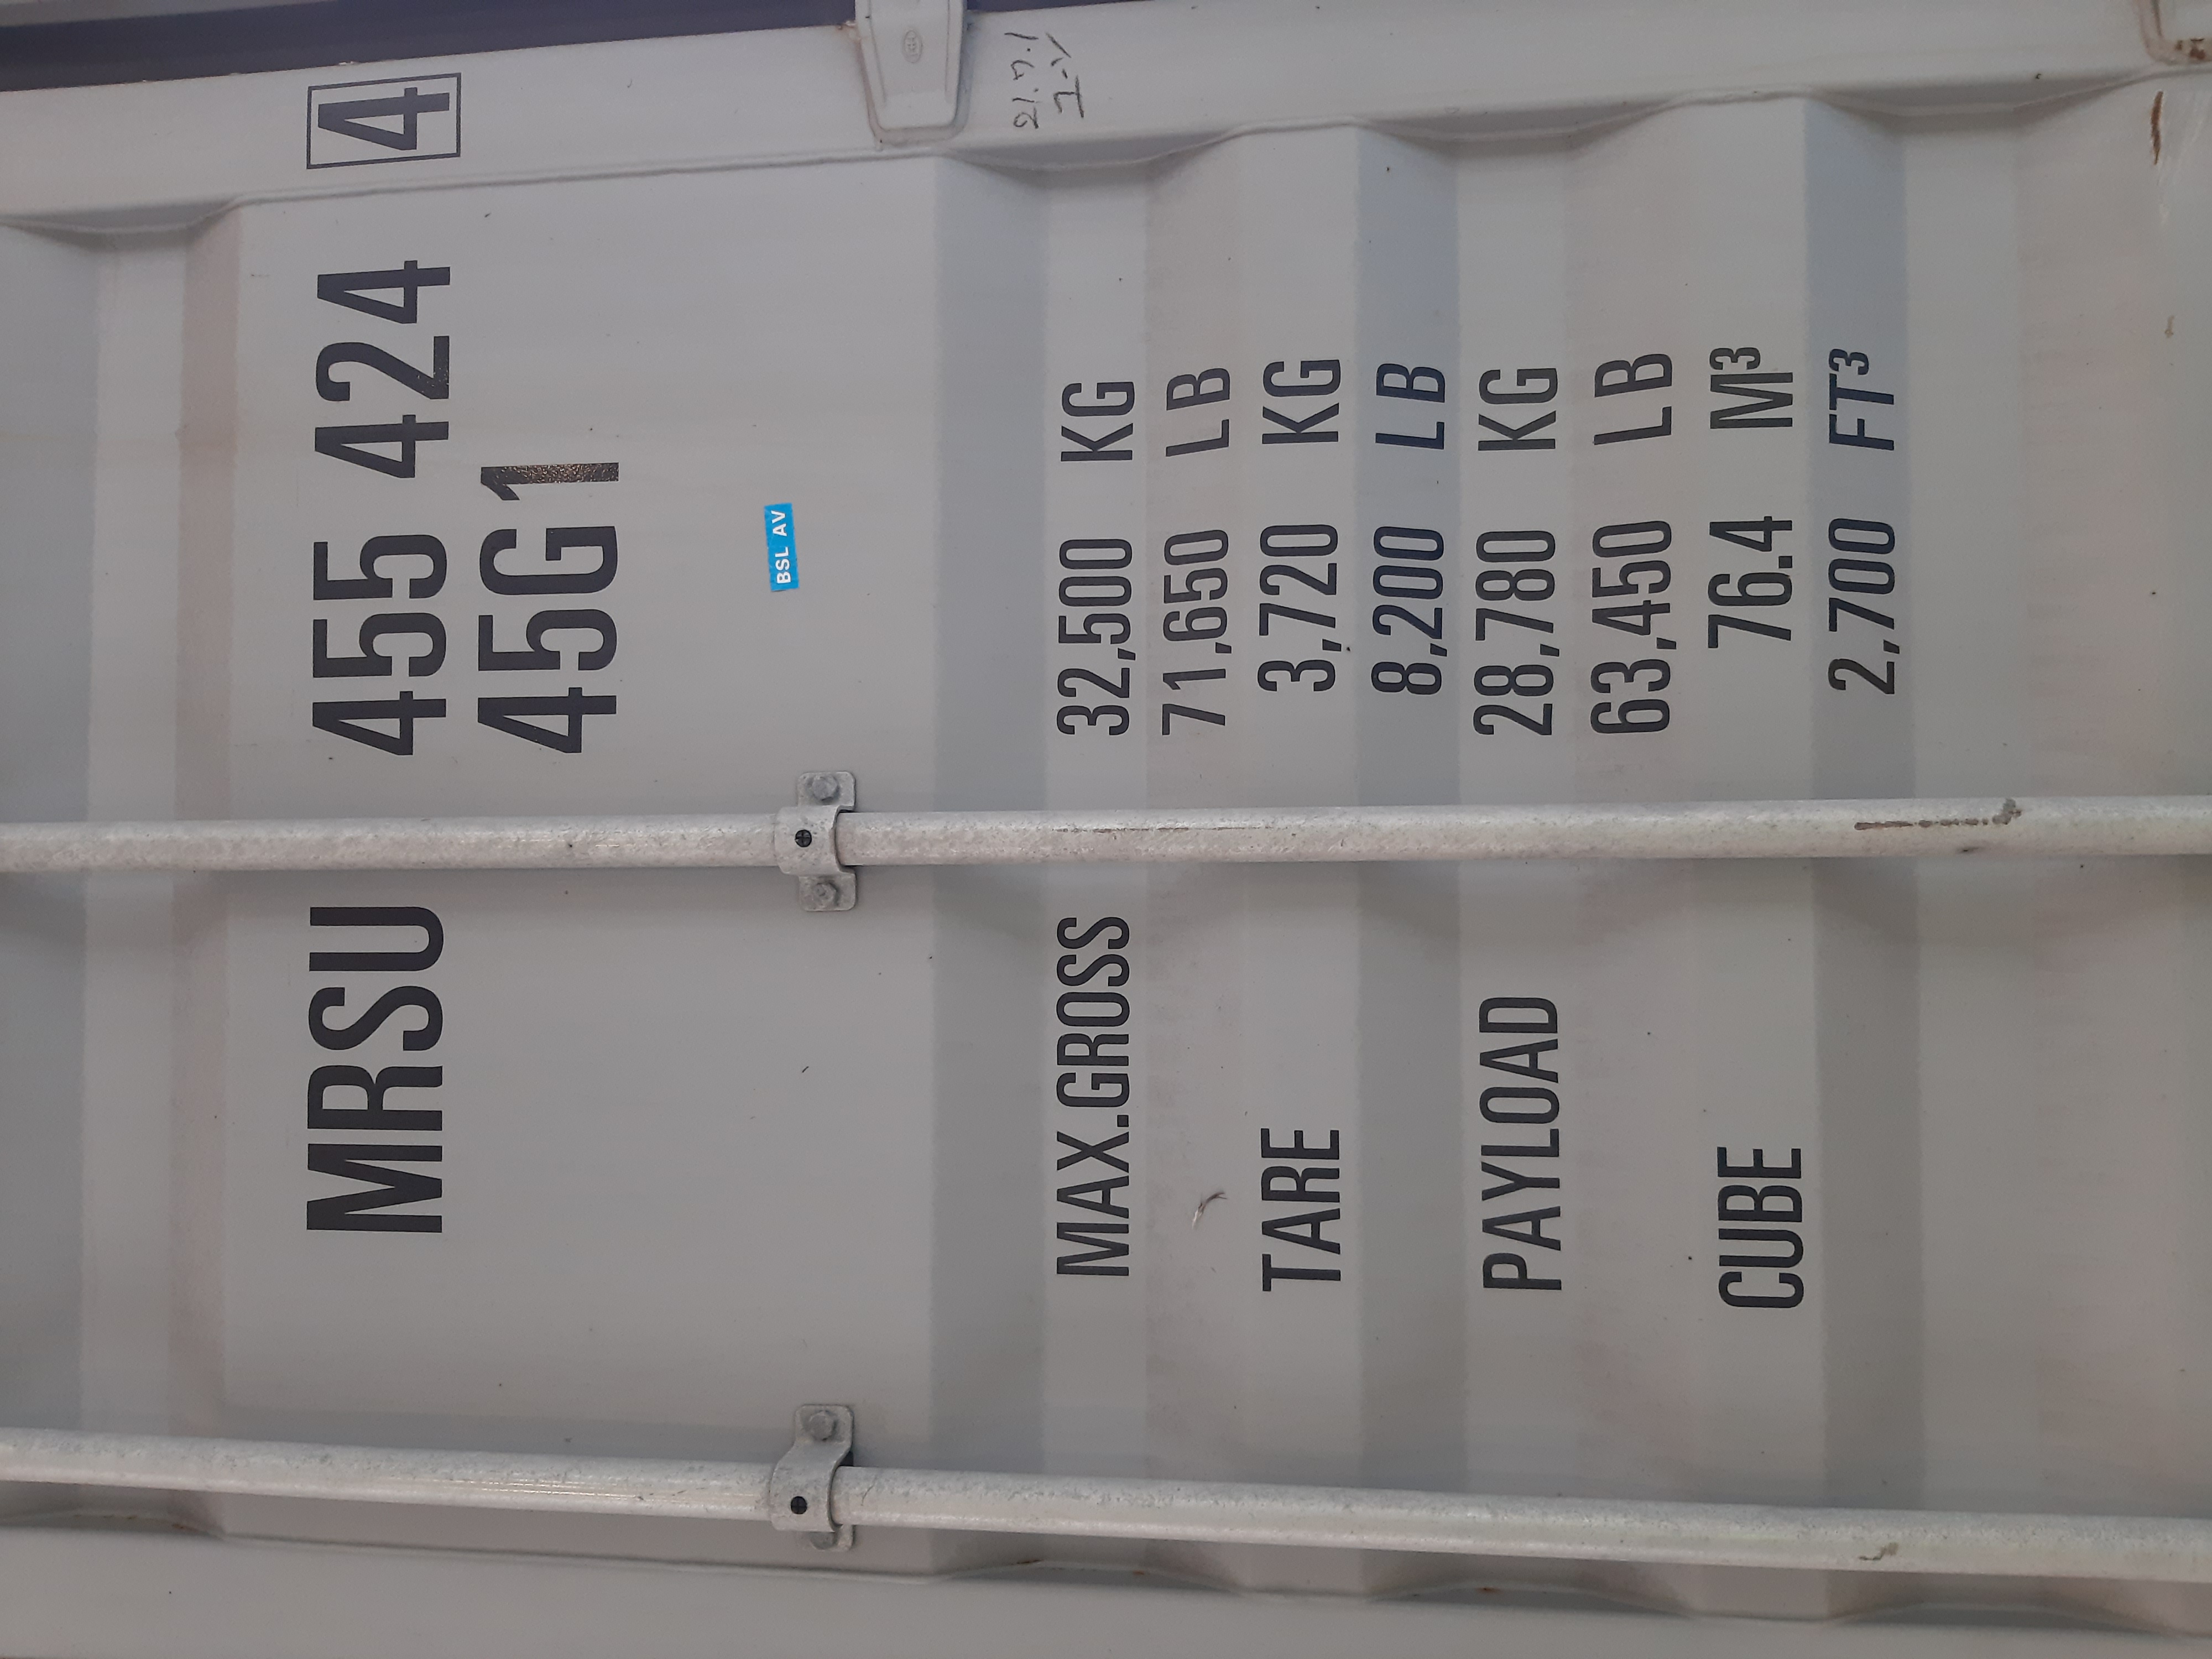 MRSU 455 424 4
45G1
BSL AV
MAX.GROSS 32,500 KG
71,650 LB
TARE 3,720 KG
8,200 LB
PAYLOAD 28,780 KG
63,450 LB
CUBE 76.4 M³
2,700 FT³